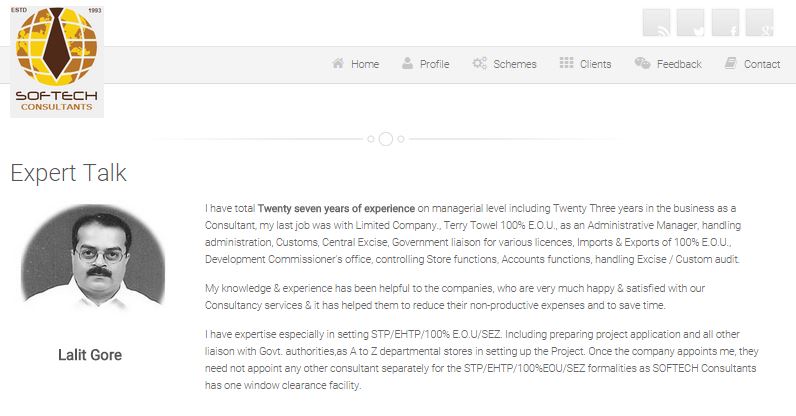 ESTD 1993
SOFTECH
CONSULTANTS
Home Profile Schemes Clients Feedback Contact
Expert Talk
I have total Twenty seven years of experience on managerial level including Twenty Three years in the business as a
Consultant, my last job was with Limited Company., Terry Towel 100% E.O.U., as an Administrative Manager, handling
administration, Customs, Central Excise, Government liaison for various licences, Imports & Exports of 100% E.O.U.,
Development Commissioner's office, controlling Store functions, Accounts functions, handling Excise / Custom audit.
My knowledge & experience has been helpful to the companies, who are very much happy & satisfied with our
Consultancy services & it has helped them to reduce their non-productive expenses and to save time.
I have expertise especially in setting STP/EHTP/100% E.O.U/SEZ. Including preparing project application and all other
liaison with Govt. authorities,as A to Z departmental stores in setting up the Project. Once the company appoints me, they
need not appoint any other consultant separately for the STP/EHTP/100%EOU/SEZ formalities as SOFTECH Consultants
has one window clearance facility.
Lalit Gore